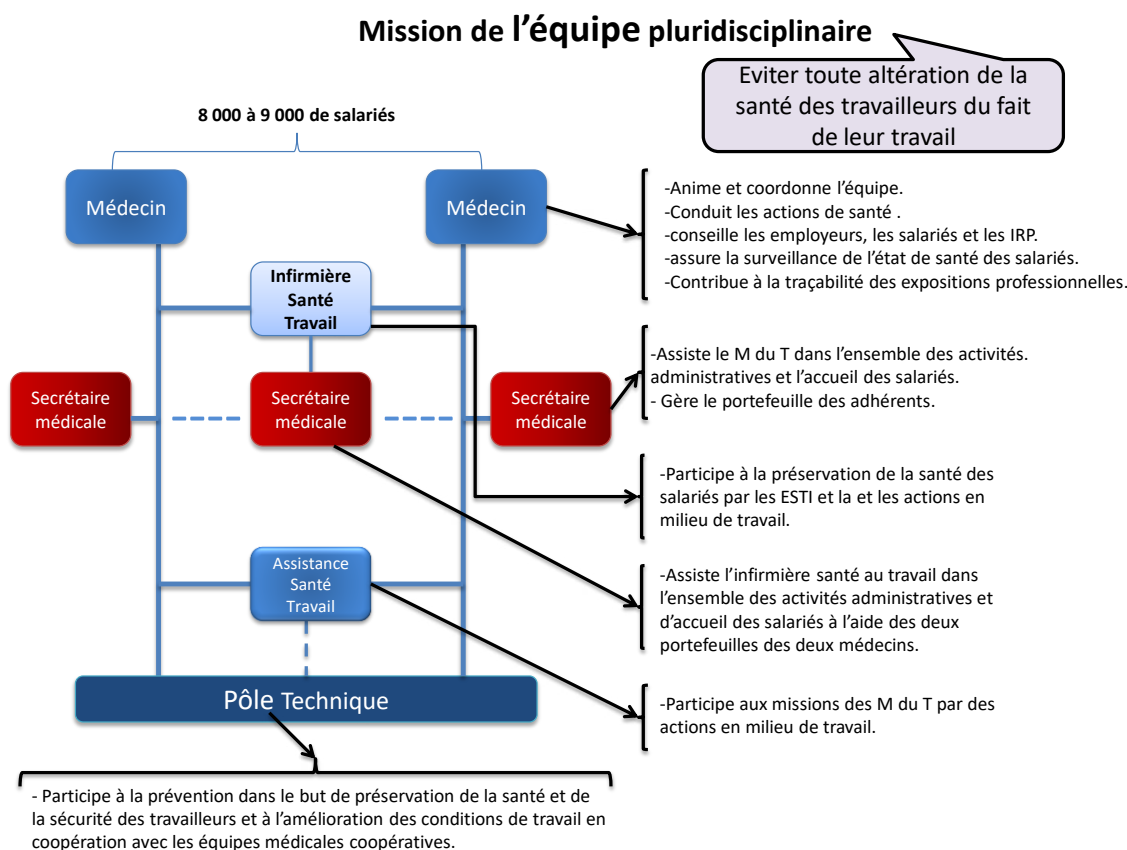 Mission de l'équipe pluridisciplinaire
Eviter toute altération de la
santé des travailleurs du fait
de leur travail
8 000 à 9 000 de salariés
Médecin
Médecin
-Anime et coordonne l'équipe.
-Conduit les actions de santé .
-conseille les employeurs, les salariés et les IRP.
-assure la surveillance de l'état de santé des salariés.
-Contribue à la traçabilité des expositions professionnelles.
Infirmière
Santé
Travail
Secrétaire
médicale
Secrétaire
médicale
Secrétaire
médicale
-Assiste le M du T dans l'ensemble des activités.
administratives et l'accueil des salariés.
- Gère le portefeuille des adhérents.
-Participe à la préservation de la santé des
salariés par les ESTI et la et les actions en
milieu de travail.
Assistance
Santé
Travail
-Assiste l'infirmière santé au travail dans
l'ensemble des activités administratives et
d'accueil des salariés à l'aide des deux
portefeuilles des deux médecins.
Pôle Technique
-Participe aux missions des M du T par des
actions en milieu de travail.
- Participe à la prévention dans le but de préservation de la santé et de
la sécurité des travailleurs et à l'amélioration des conditions de travail en
coopération avec les équipes médicales coopératives.